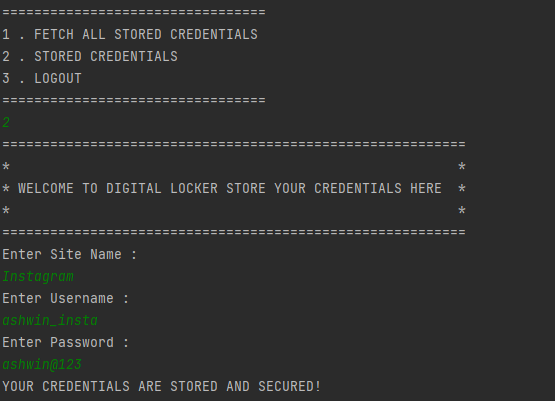 =================================
1 . FETCH ALL STORED CREDENTIALS
2 . STORED CREDENTIALS
3 . LOGOUT
=================================
2
==========================================================
*                                                        *
* WELCOME TO DIGITAL LOCKER STORE YOUR CREDENTIALS HERE  *
*                                                        *
==========================================================
Enter Site Name :
Instagram
Enter Username :
ashwin_insta
Enter Password :
ashwin@123
YOUR CREDENTIALS ARE STORED AND SECURED!